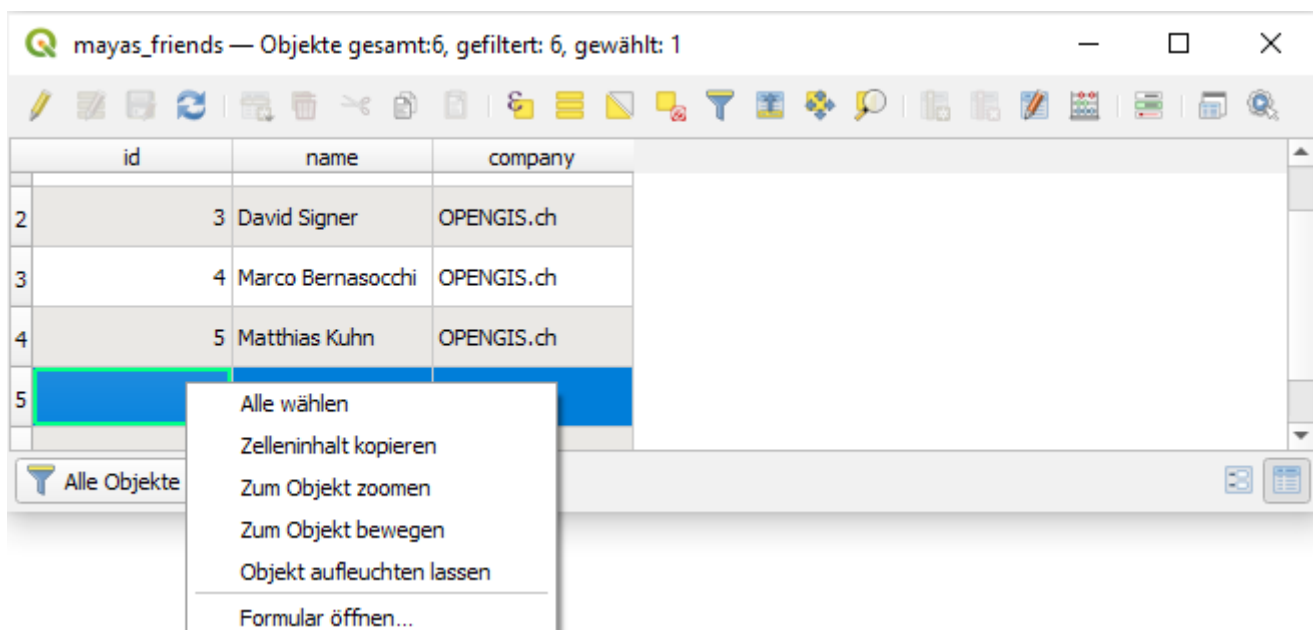 mayas_friends — Objekte gesamt:6, gefiltert: 6, gewählt: 1
id name company
2 3 David Signer OPENGIS.ch
3 4 Marco Bernasocchi OPENGIS.ch
4 5 Matthias Kuhn OPENGIS.ch
5
Alle wählen
Zelleninhalt kopieren
Alle Objekte
Zum Objekt zoomen
Zum Objekt bewegen
Objekt aufleuchten lassen
Formular öffnen...